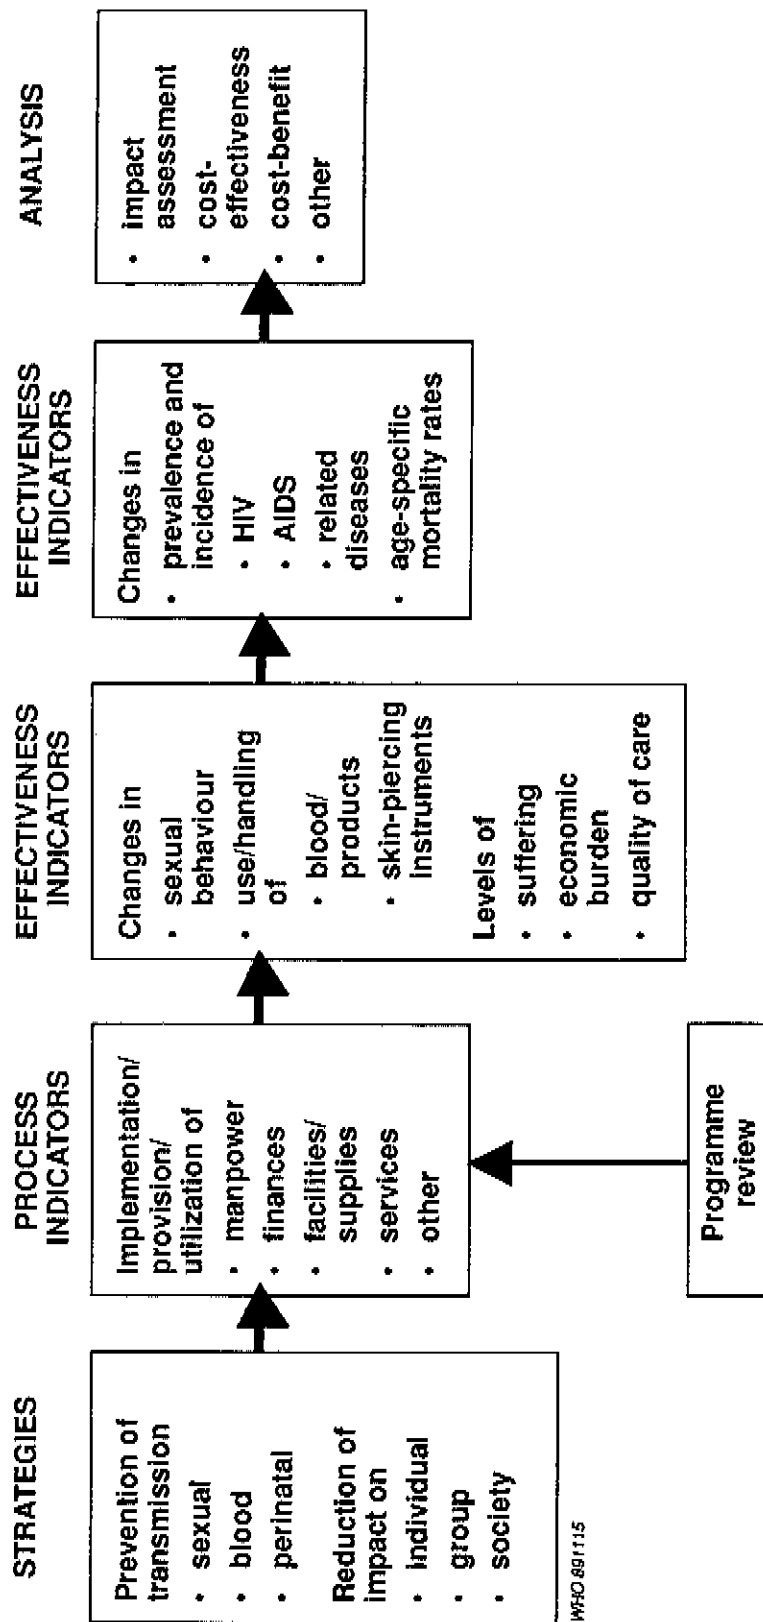 STRATEGIES
Prevention of
transmission
• sexual
• blood
• perinatal
Reduction of
impact on
• individual
• group
• society
WHO 891115
PROCESS
INDICATORS
Implementation/
provision/
utilization of
• manpower
• finances
• facilities/
supplies
• services
• other
Programme
review
EFFECTIVENESS
INDICATORS
Changes in
• sexual
behaviour
• use/handling
of
• blood/
products
• skin-piercing
instruments
Levels of
• suffering
• economic
burden
• quality of care
EFFECTIVENESS
INDICATORS
Changes in
• prevalence and
incidence of
• HIV
• AIDS
• related
diseases
• age-specific
mortality rates
ANALYSIS
• impact
assessment
• cost-
effectiveness
• cost-benefit
• other